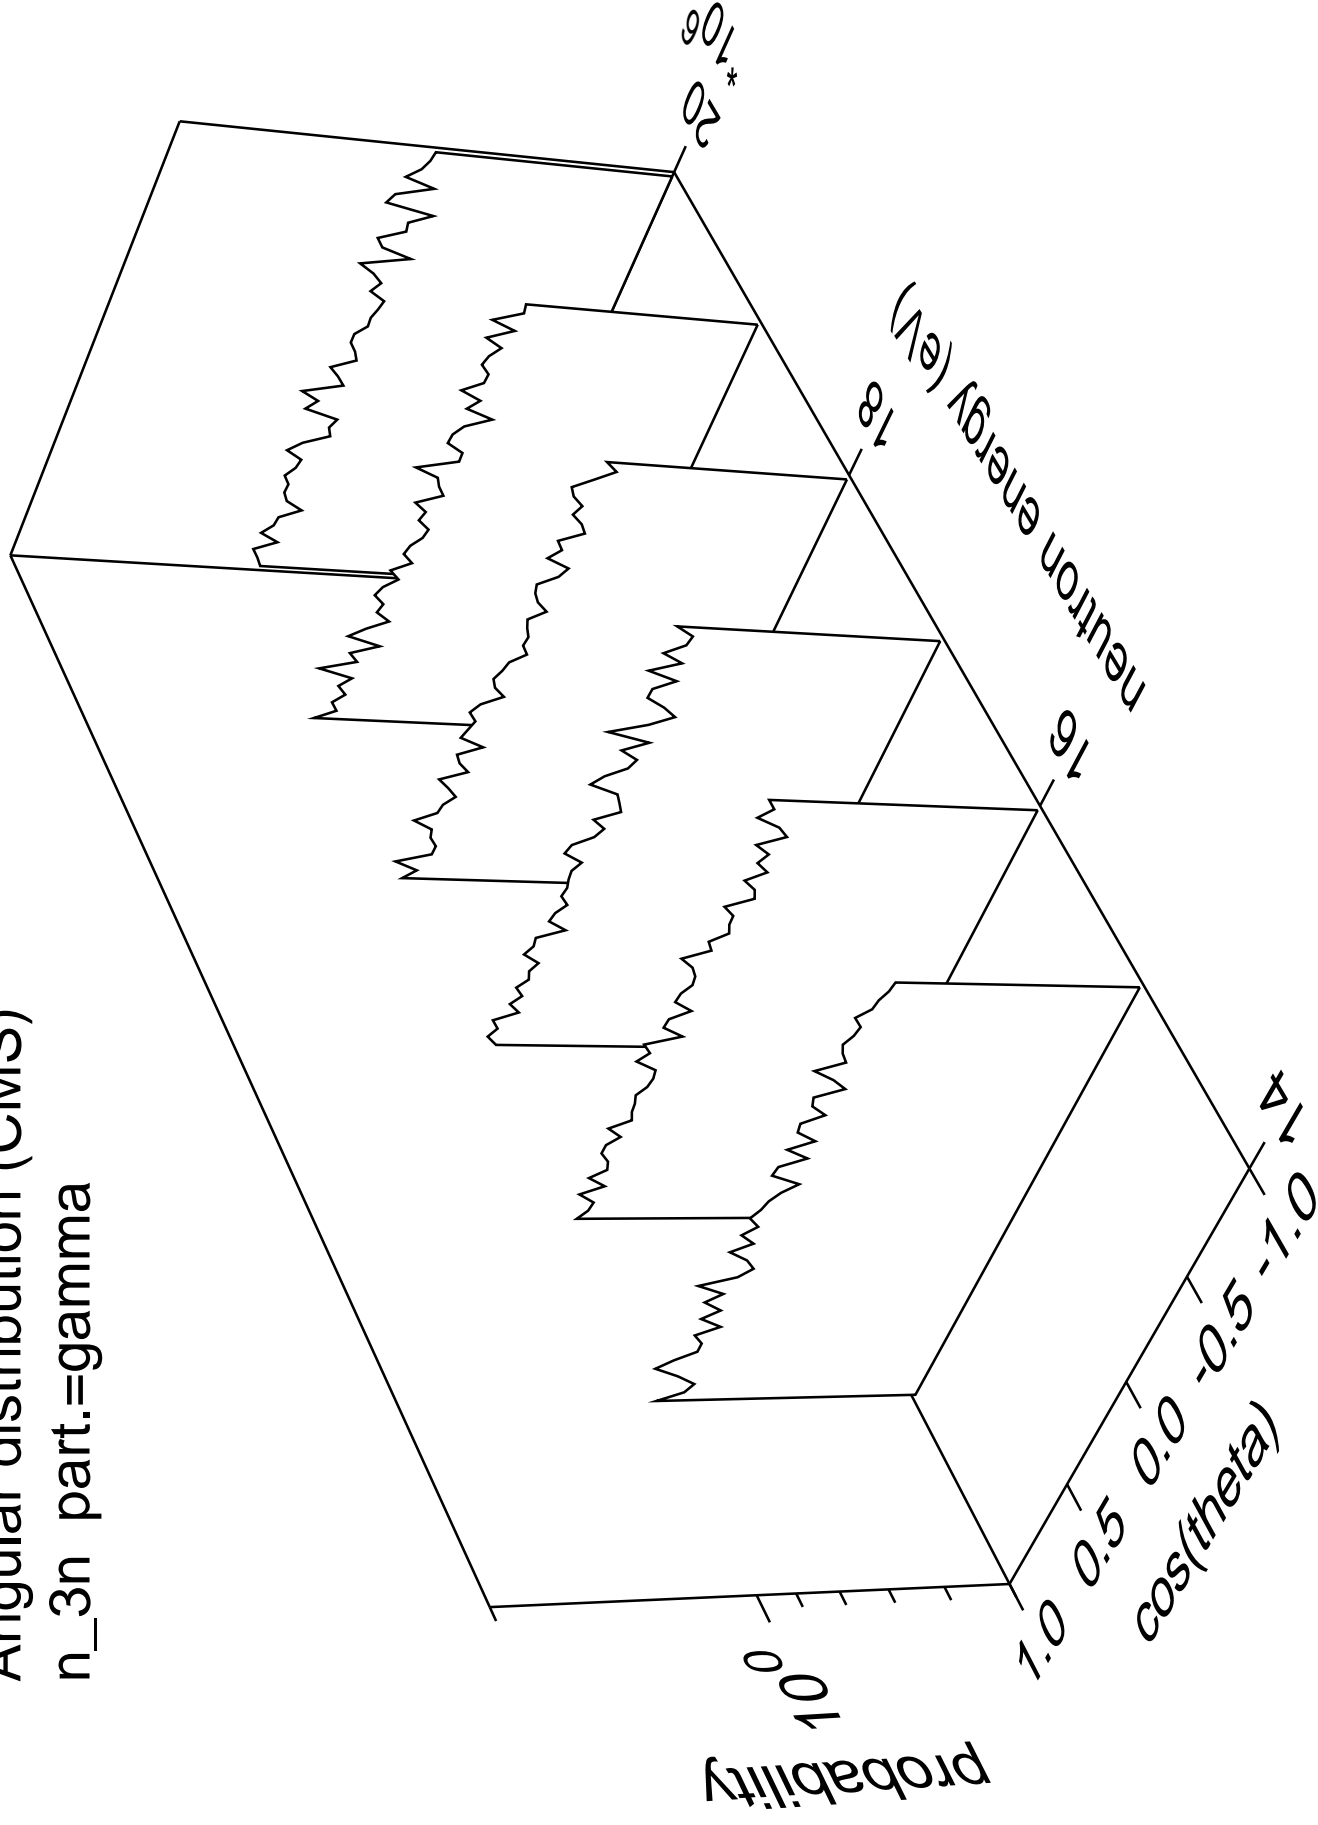 Angular distribution (CMS)
n_3n part.=gamma
probability
10^0
1.0 0.5 0.0 -0.5 -1.0
cos(theta)
14 16 18 20 * 10^6
neutron energy (eV)